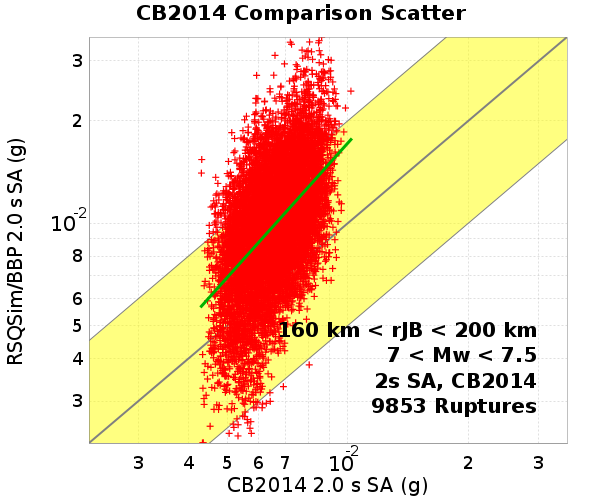 CB2014 Comparison Scatter
RSQSim/BBP 2.0 s SA (g)
3
2
10-2
8
6
5
4
3
160 km < rJB < 200 km
7 < Mw < 7.5
2s SA, CB2014
9853 Ruptures
3 4 5 6 7 10-2 2 3
CB2014 2.0 s SA (g)